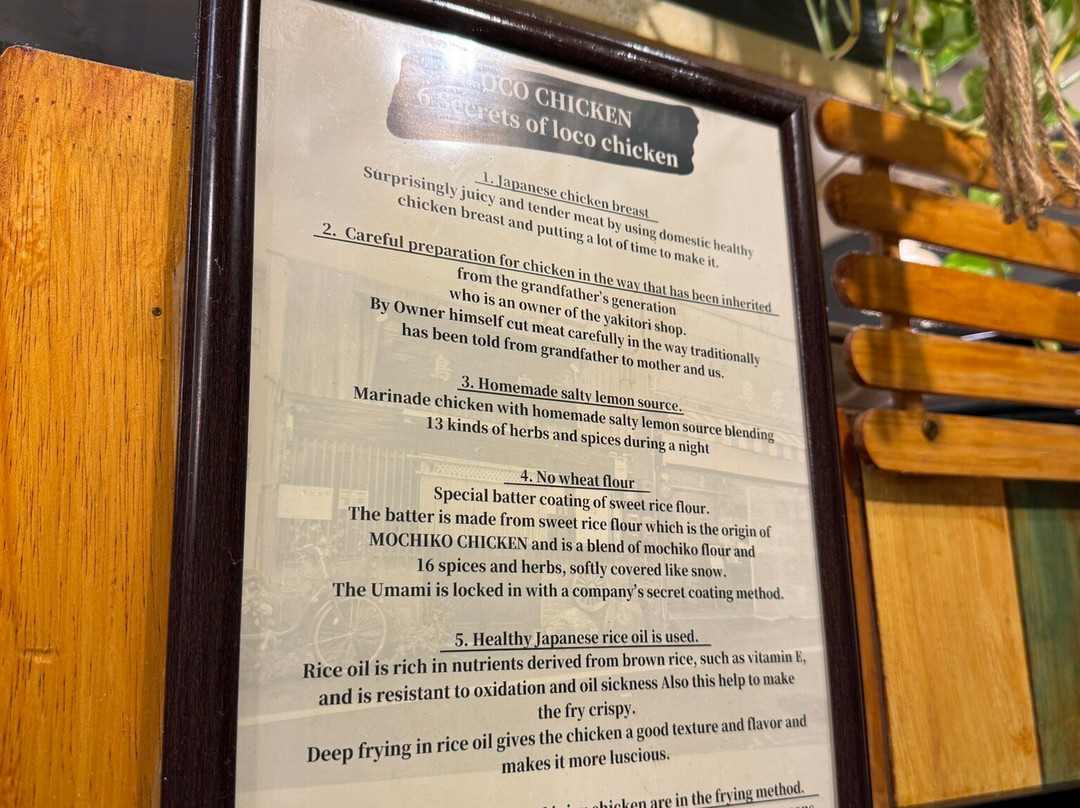 LOCO CHICKEN
6 Secrets of loco chicken
1. Japanese chicken breast
Surprisingly juicy and tender meat by using domestic healthy
chicken breast and putting a lot of time to make it.
2. Careful preparation for chicken in the way that has been inherited
from the grandfather's generation
who is an owner of the yakitori shop.
By Owner himself cut meat carefully in the way traditionally
has been told from grandfather to mother and us.
3. Homemade salty lemon source.
Marinade chicken with homemade salty lemon source blending
13 kinds of herbs and spices during a night
4. No wheat flour
Special batter coating of sweet rice flour.
The batter is made from sweet rice flour which is the origin of
MOCHIKO CHICKEN and is a blend of mochiko flour and
16 spices and herbs, softly covered like snow.
The Umami is locked in with a company's secret coating method.
5. Healthy Japanese rice oil is used.
Rice oil is rich in nutrients derived from brown rice, such as vitamin E,
and is resistant to oxidation and oil sickness Also this help to make
the fry crispy.
Deep frying in rice oil gives the chicken a good texture and flavor and
makes it more luscious.
chicken are in the frying method.